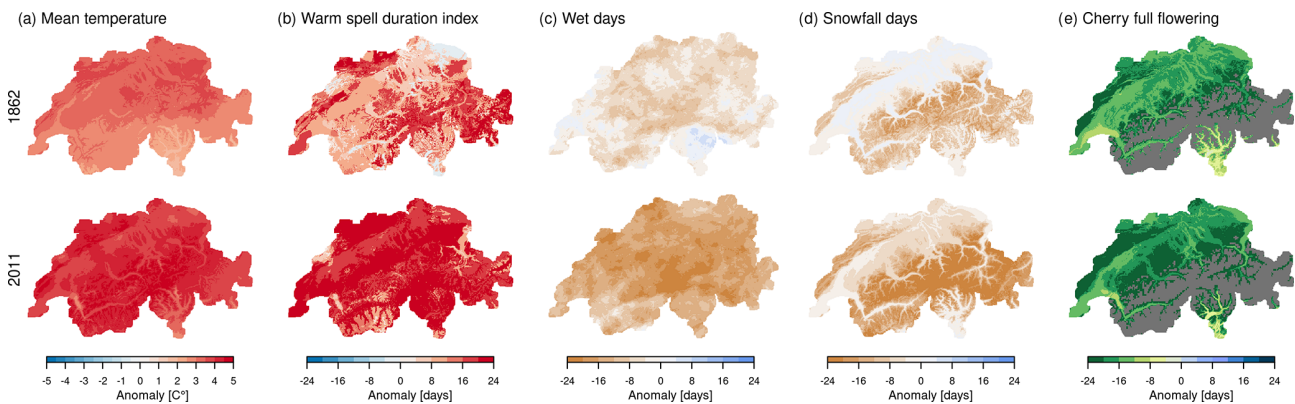 (a) Mean temperature
(b) Warm spell duration index
(c) Wet days
(d) Snowfall days
(e) Cherry full flowering
1862
2011
-5 -4 -3 -2 -1 0 1 2 3 4 5
Anomaly [C°]
-24 -16 -8 0 8 16 24
Anomaly [days]
-24 -16 -8 0 8 16 24
Anomaly [days]
-24 -16 -8 0 8 16 24
Anomaly [days]
-24 -16 -8 0 8 16 24
Anomaly [days]